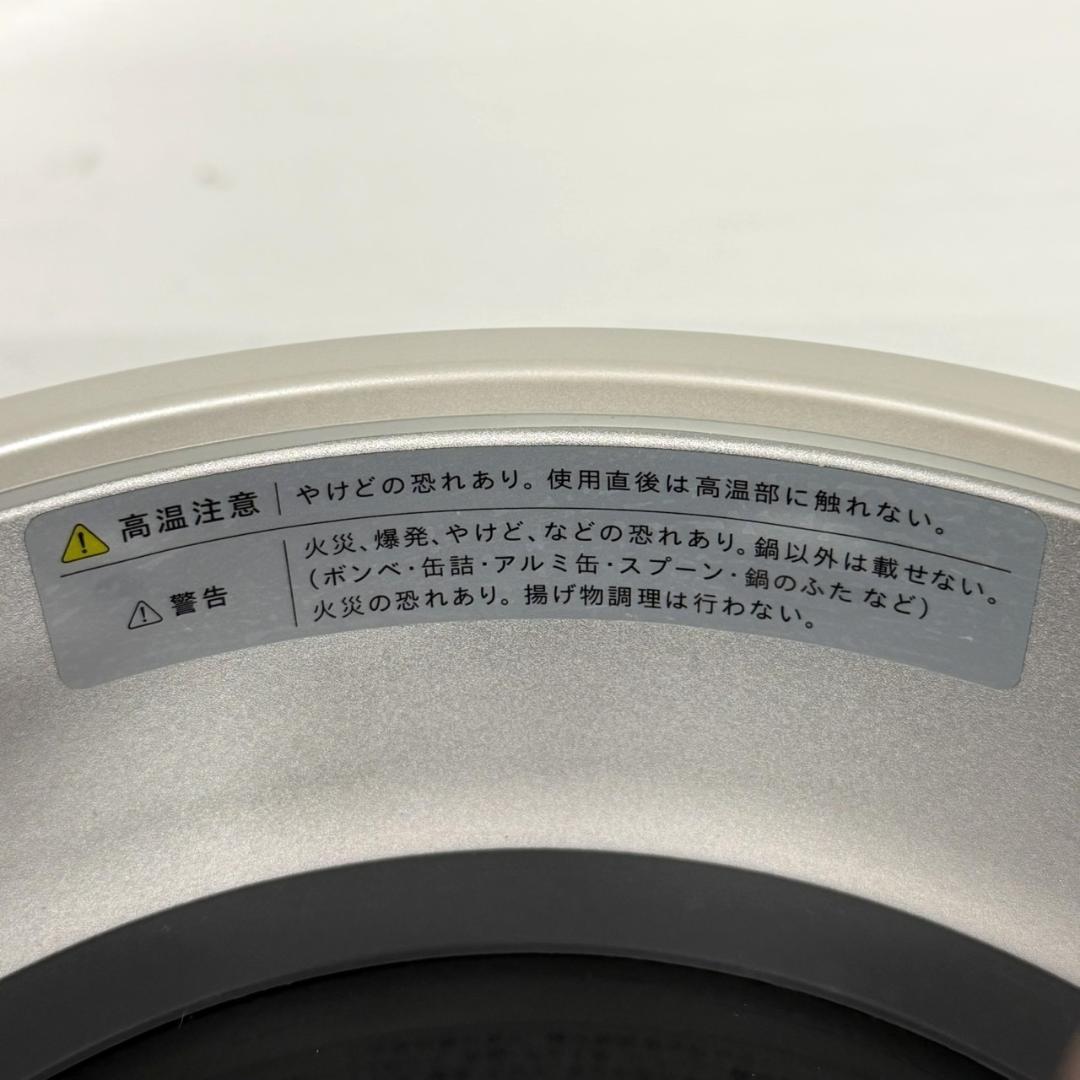 高温注意 やけどの恐れあり。使用直後は高温部に触れない。
警告 火災、爆発、やけど、などの恐れあり。鍋以外は載せない。
（ボンベ・缶詰・アルミ缶・スプーン・鍋のふた など）
火災の恐れあり。揚げ物調理は行わない。